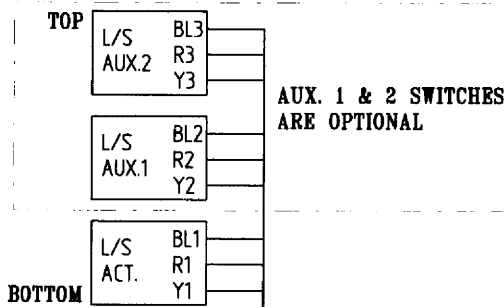 TOP
L/S
AUX.2
BL3
R3
Y3
AUX. 1 & 2 SWITCHES
ARE OPTIONAL
L/S
AUX.1
BL2
R2
Y2
L/S
ACT.
BL1
R1
Y1
BOTTOM